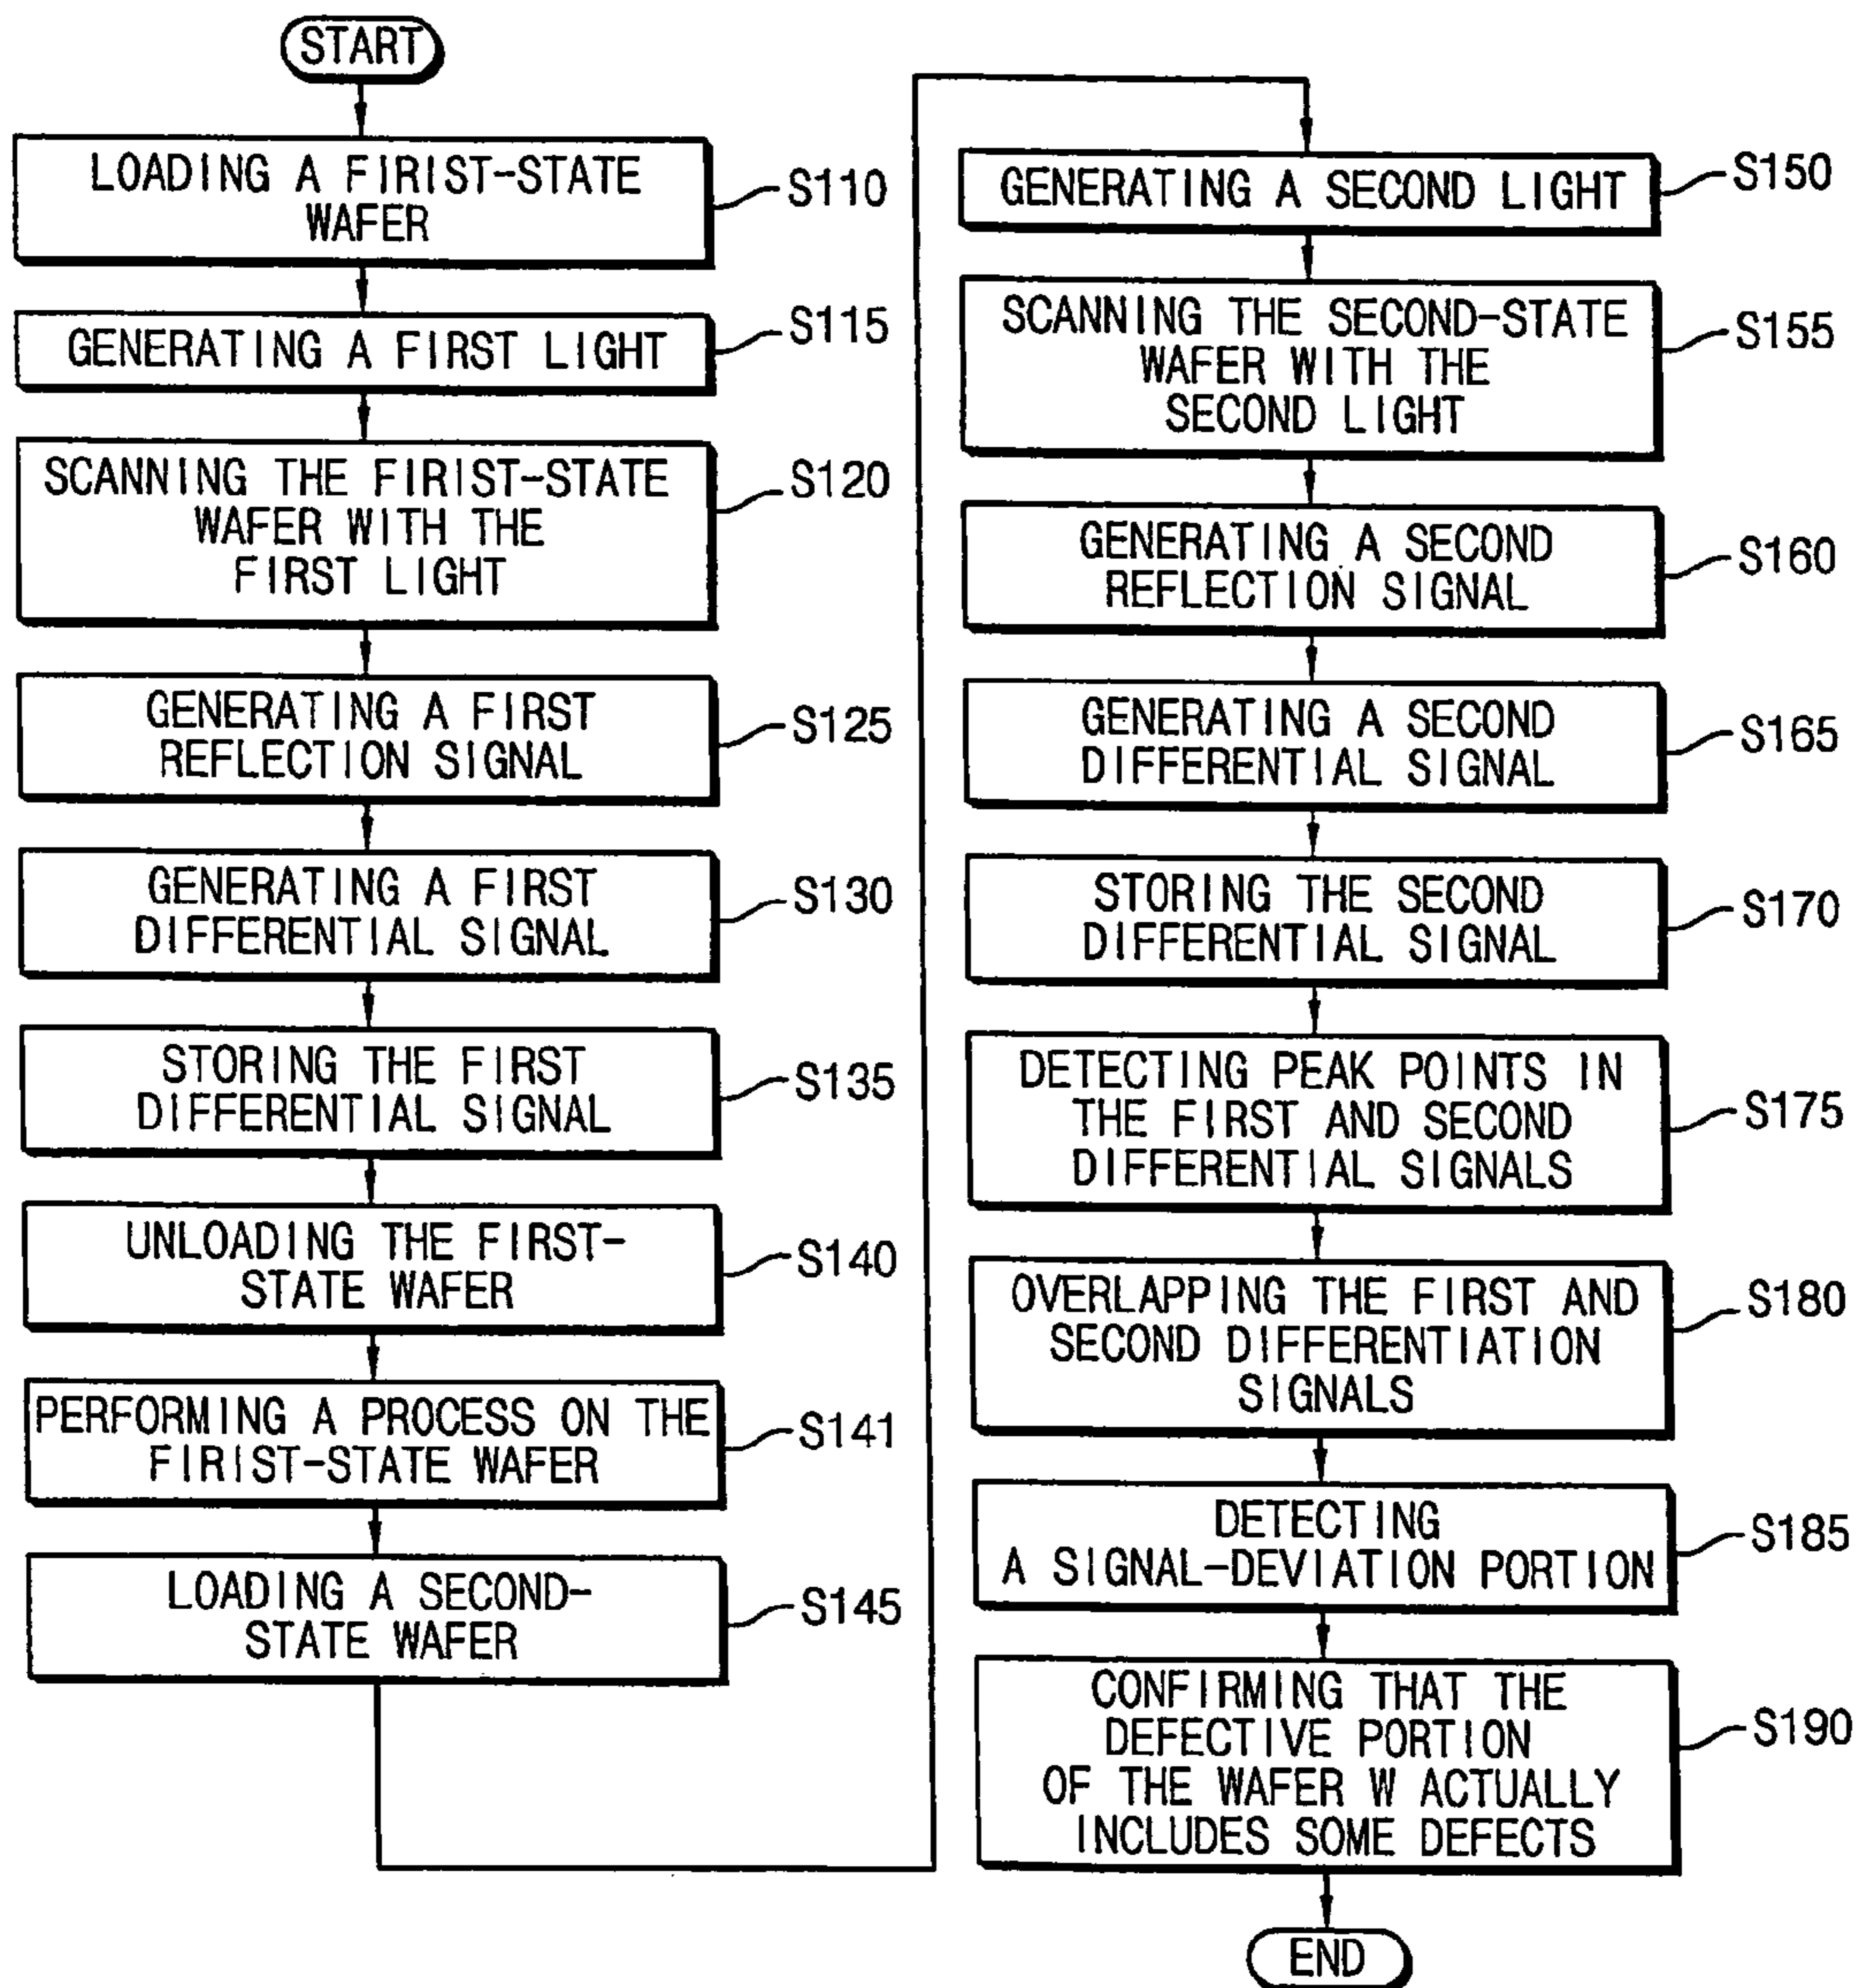 START
LOADING A FIRIST-STATE
WAFER
S110
GENERATING A FIRST LIGHT
S115
SCANNING THE FIRIST-STATE
WAFER WITH THE
FIRST LIGHT
S120
GENERATING A FIRST
REFLECTION SIGNAL
S125
GENERATING A FIRST
DIFFERENTIAL SIGNAL
S130
STORING THE FIRST
DIFFERENTIAL SIGNAL
S135
UNLOADING THE FIRST-
STATE WAFER
S140
PERFORMING A PROCESS ON THE
FIRIST-STATE WAFER
S141
LOADING A SECOND-
STATE WAFER
S145
GENERATING A SECOND LIGHT
S150
SCANNING THE SECOND-STATE
WAFER WITH THE
SECOND LIGHT
S155
GENERATING A SECOND
REFLECTION SIGNAL
S160
GENERATING A SECOND
DIFFERENTIAL SIGNAL
S165
STORING THE SECOND
DIFFERENTIAL SIGNAL
S170
DETECTING PEAK POINTS IN
THE FIRST AND SECOND
DIFFERENTIAL SIGNALS
S175
OVERLAPPING THE FIRST AND
SECOND DIFFERENTIATION
SIGNALS
S180
DETECTING
A SIGNAL-DEVIATION PORTION
S185
CONFIRMING THAT THE
DEFECTIVE PORTION
OF THE WAFER W ACTUALLY
INCLUDES SOME DEFECTS
S190
END